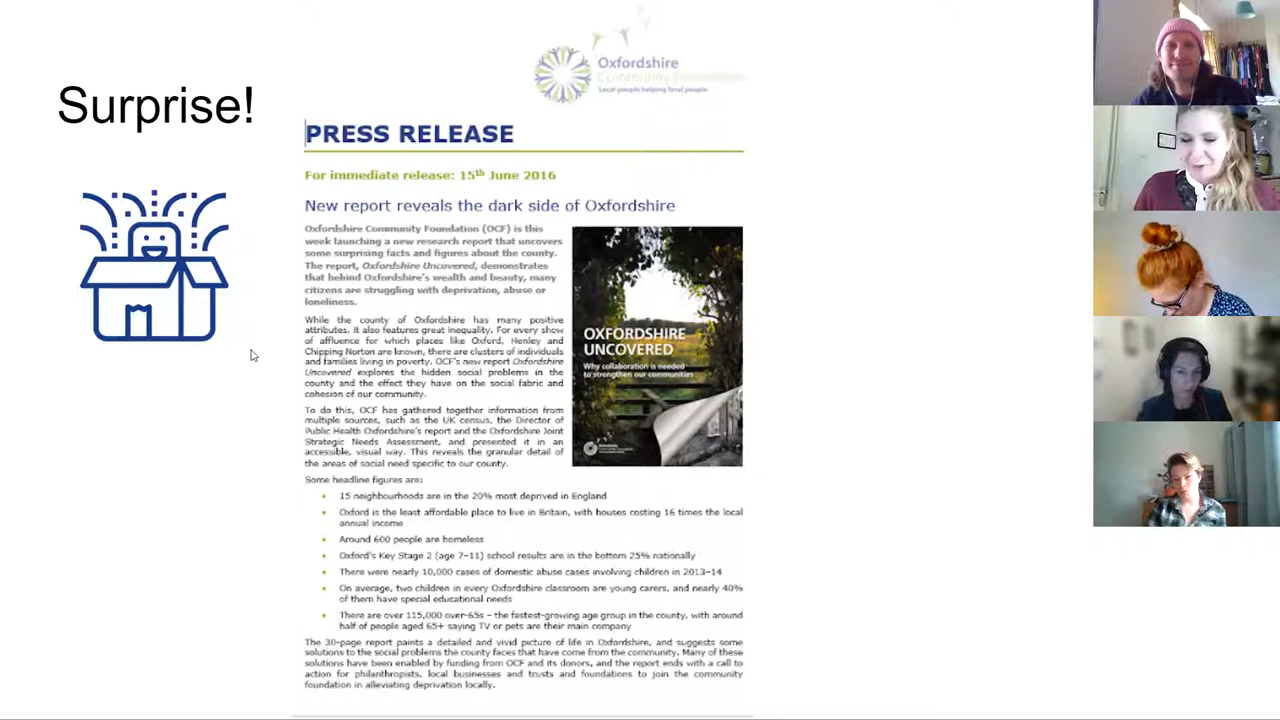 Surprise!
Oxfordshire
Community Foundation
Local people helping local people.
PRESS RELEASE
For immediate release: 15th June 2016
New report reveals the dark side of Oxfordshire
Oxfordshire Community Foundation (OCF) is this
week launching a new research report that uncovers
some surprising facts and figures about the county.
The report, Oxfordshire Uncovered, demonstrates
that behind Oxfordshire's wealth and beauty, many
citizens are struggling with deprivation, abuse or
loneliness.
While the county of Oxfordshire has many positive
attributes, it also features great inequality. For every show
of affluence for which places like Oxford, Henley and
Chipping Norton are known, there are clusters of individuals
and families living in poverty. OCF's new report Oxfordshire
Uncovered explores the hidden social problems in the
county and the effect they have on the social fabric and
cohesion of our community.
To do this, OCF has gathered together information from
multiple sources, such as the UK census, the Director of
Public Health Oxfordshire's report and the Oxfordshire Joint
Strategic Needs Assessment, and presented it in an
accessible, visual way. This reveals the granular detail of
the areas of social need specific to our county.
OXFORDSHIRE
UNCOVERED
Why collaboration is needed
to strengthen our communities
Some headline figures are:
• 15 neighbourhoods are in the 20% most deprived in England
• Oxford is the least affordable place to live in Britain, with houses costing 16 times the local
annual income
• Around 600 people are homeless
• Oxford's Key Stage 2 (age 7–11) school results are in the bottom 25% nationally
• There were nearly 10,000 cases of domestic abuse cases involving children in 2013–14
• On average, two children in every Oxfordshire classroom are young carers, and nearly 40%
of them have special educational needs
• There are over 115,000 over-65s – the fastest-growing age group in the county, with around
half of people aged 65+ saying TV or pets are their main company
The 30-page report paints a detailed and vivid picture of life in Oxfordshire, and suggests some
solutions to the social problems the county faces that have come from the community. Many of these
solutions have been enabled by funding from OCF and its donors, and the report ends with a call to
action for philanthropists, local businesses and trusts and foundations to join the community
foundation in alleviating deprivation locally.